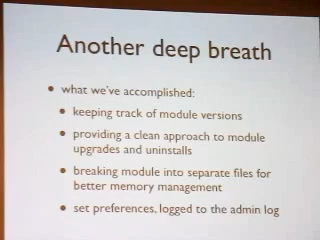 Another deep breath
• what we've accomplished:
• keeping track of module versions
• providing a clean approach to module
upgrades and uninstalls
• breaking module into separate files for
better memory management
• set preferences, logged to the admin log